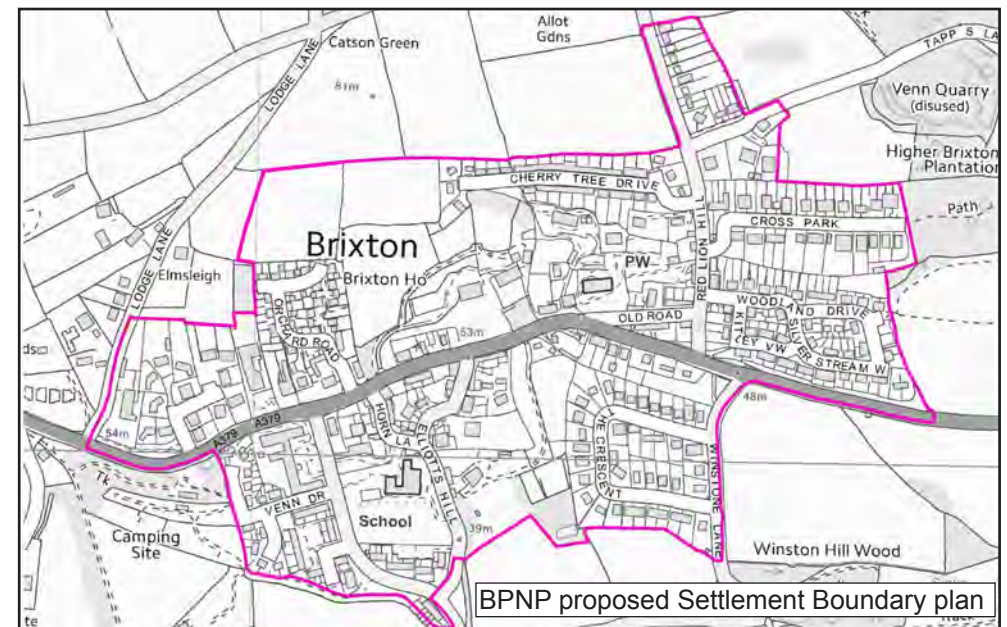 Allot
Gdns
Catson Green
81m
LODGE LANE
TAPP'S LA
Venn Quarry
(disused)
Higher Brixton
Plantation
Path
CHERRY TREE DRIVE
RED LION HILL
CROSS PARK
Brixton
Brixton Ho
PW
LODGE LANE
Elmsleigh
ORCHARD ROAD
OLD ROAD
WOODLAND DRIVE
KITLEY VW
SILVER STREAM W
53m
48m
A379
A379
54m
HORN LA
ELLIOTTS HILL
LYE CRESCENT
WINSTONE LANE
Tk
VENN DR
School
39m
Camping
Site
Winston Hill Wood
BPNP proposed Settlement Boundary plan